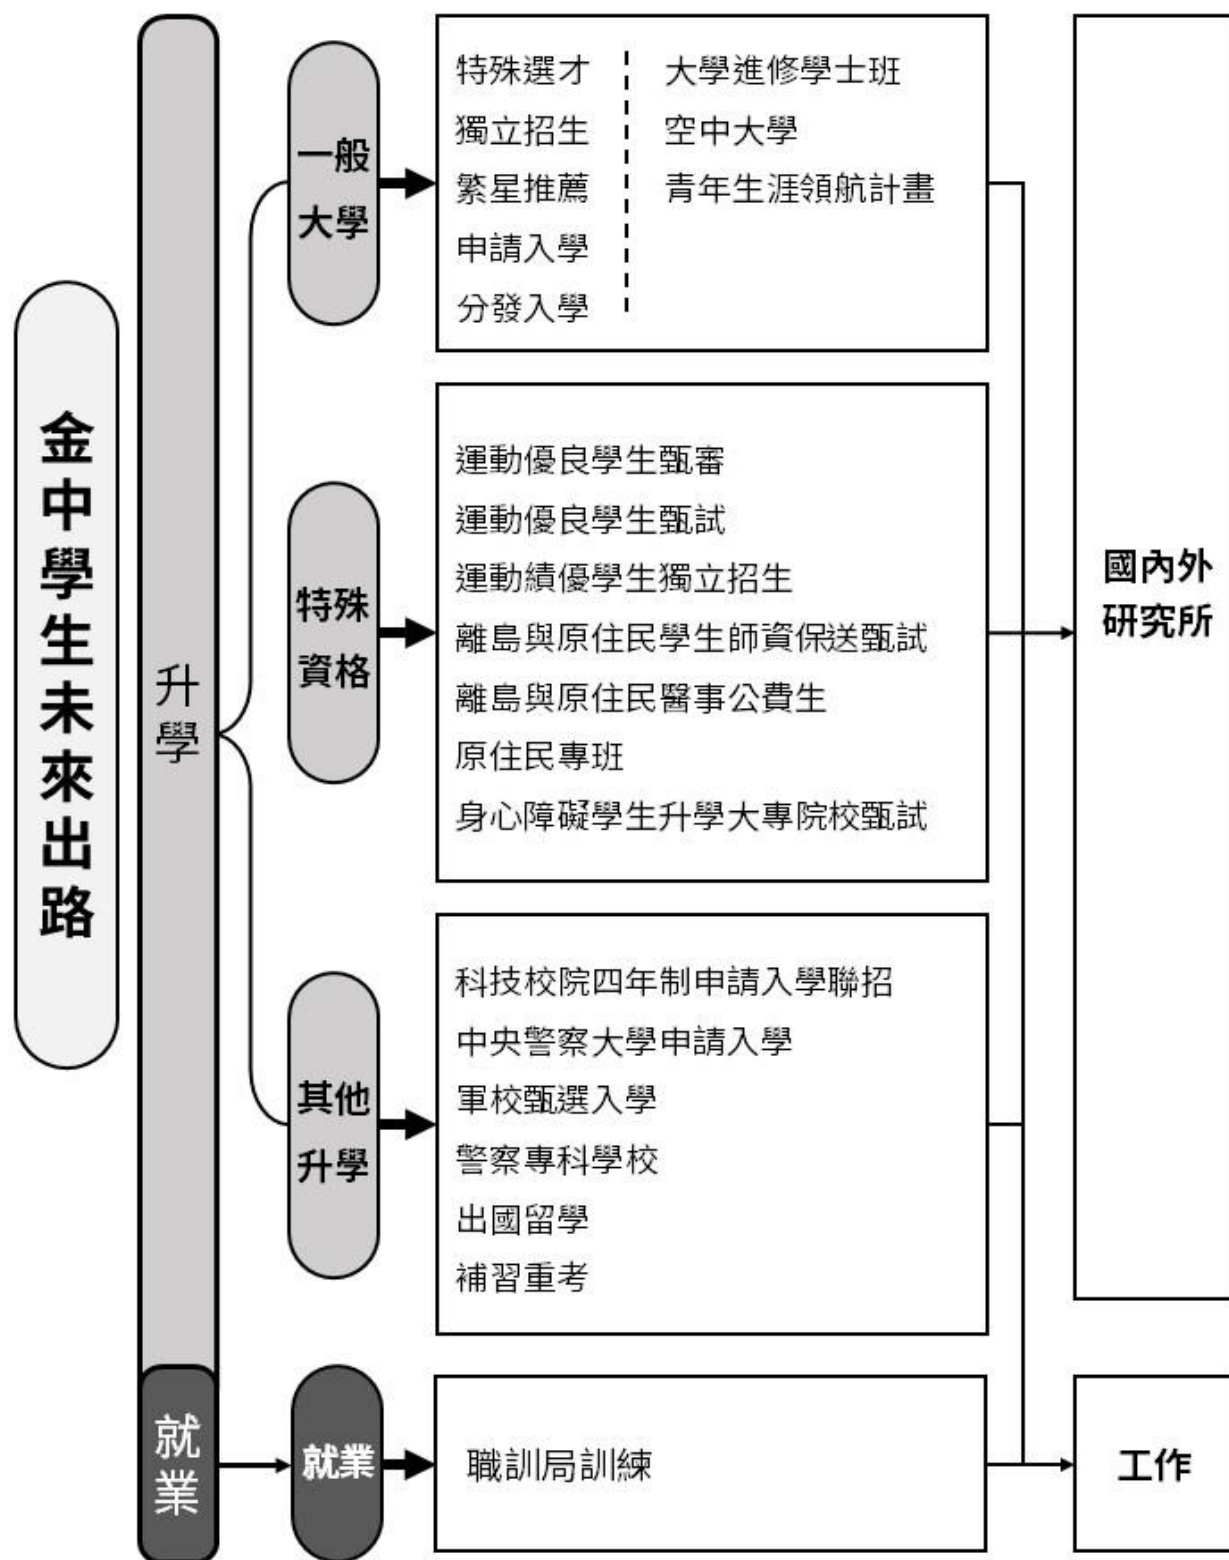 金中學生未來出路
升學
一般
大學
特殊選才
獨立招生
繁星推薦
申請入學
分發入學
大學進修學士班
空中大學
青年生涯領航計畫
特殊
資格
運動優良學生甄審
運動優良學生甄試
運動績優學生獨立招生
離島與原住民學生師資保送甄試
離島與原住民醫事公費生
原住民專班
身心障礙學生升學大專院校甄試
其他
升學
科技校院四年制申請入學聯招
中央警察大學申請入學
軍校甄選入學
警察專科學校
出國留學
補習重考
國內外
研究所
就業
就業
職訓局訓練
工作